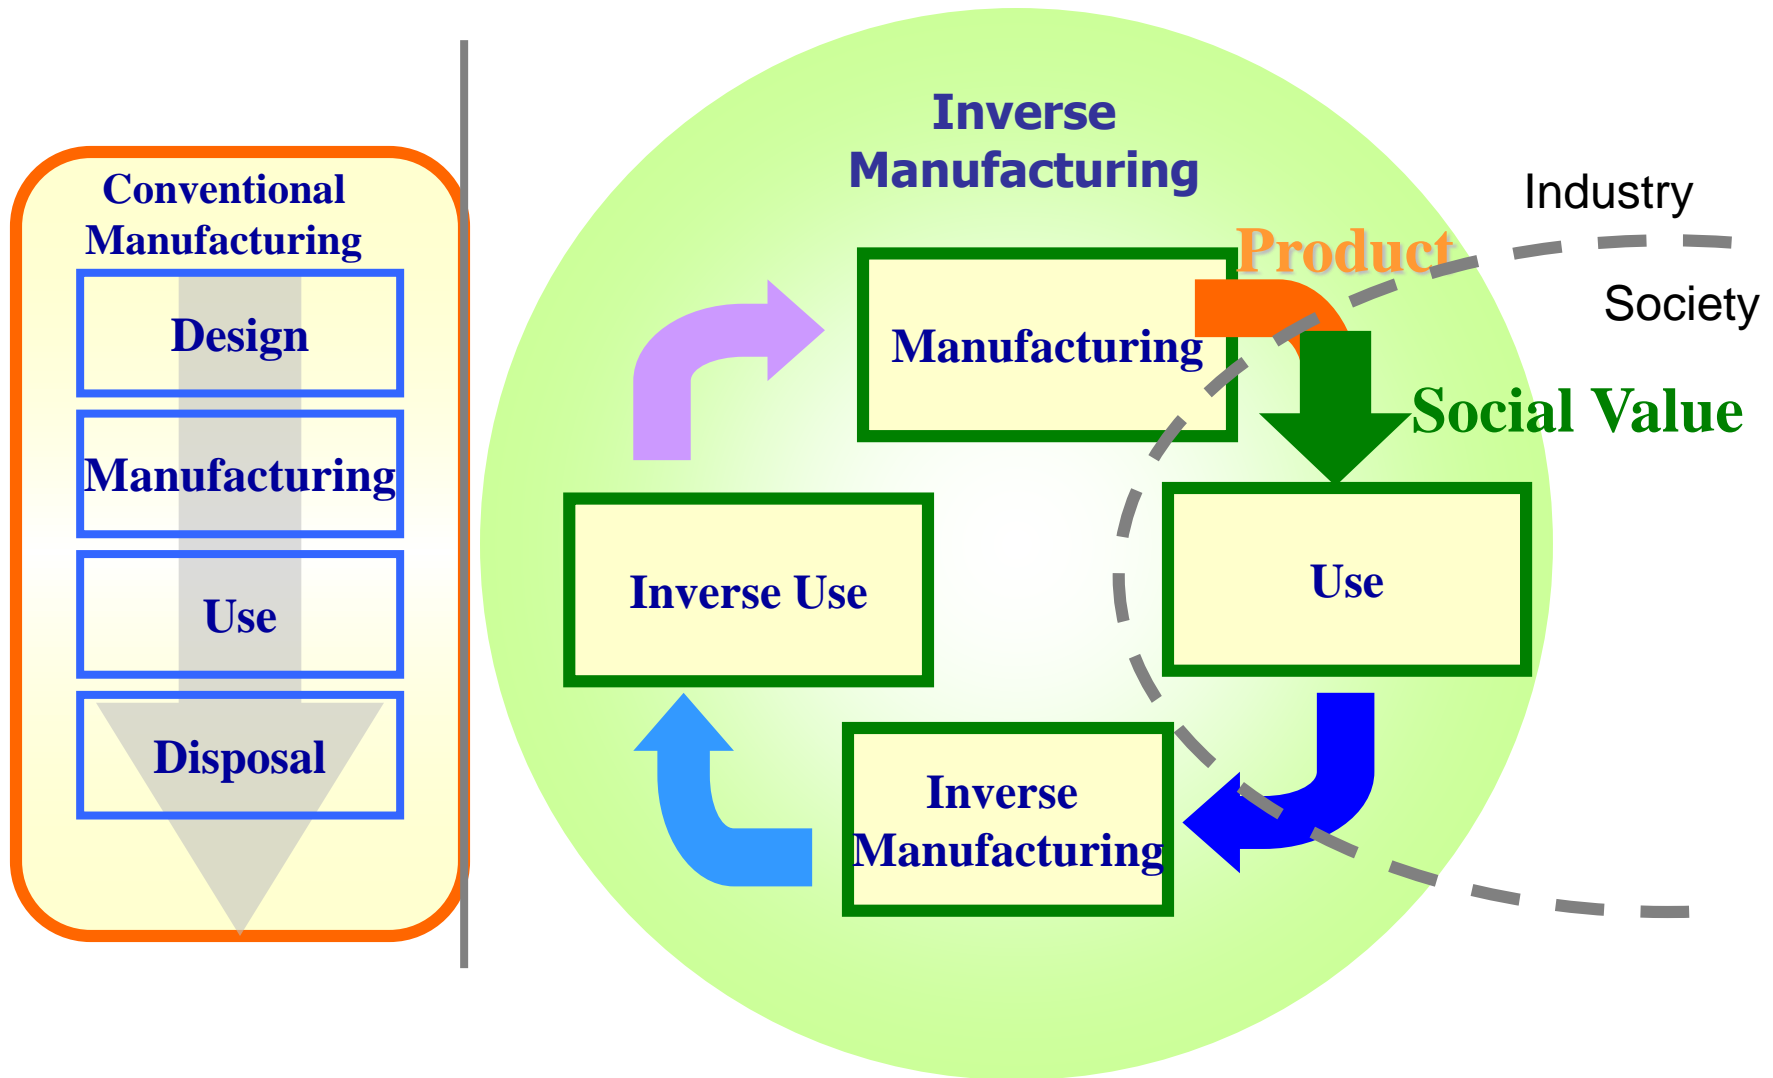 Conventional
Manufacturing
Design
Manufacturing
Use
Disposal
Inverse
Manufacturing
Industry
Society
Product
Manufacturing
Social Value
Use
Inverse Use
Inverse
Manufacturing